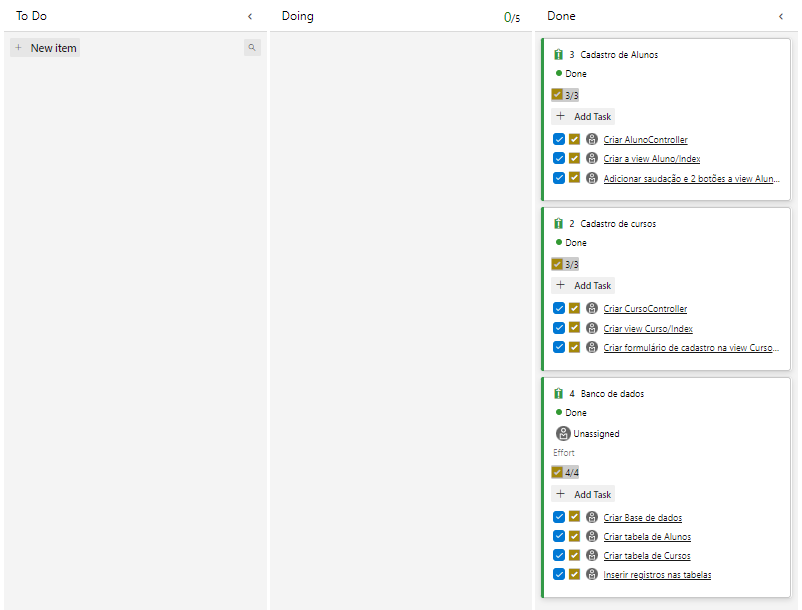 To Do
New item
Doing
0/5
Done
3 Cadastro de Alunos
Done
3/3
Add Task
Criar AlunoController
Criar a view Aluno/Index
Adicionar saudação e 2 botões a view Alun...
2 Cadastro de cursos
Done
3/3
Add Task
Criar CursoController
Criar view Curso/Index
Criar formulário de cadastro na view Curso...
4 Banco de dados
Done
Unassigned
Effort
4/4
Add Task
Criar Base de dados
Criar tabela de Alunos
Criar tabela de Cursos
Inserir registros nas tabelas